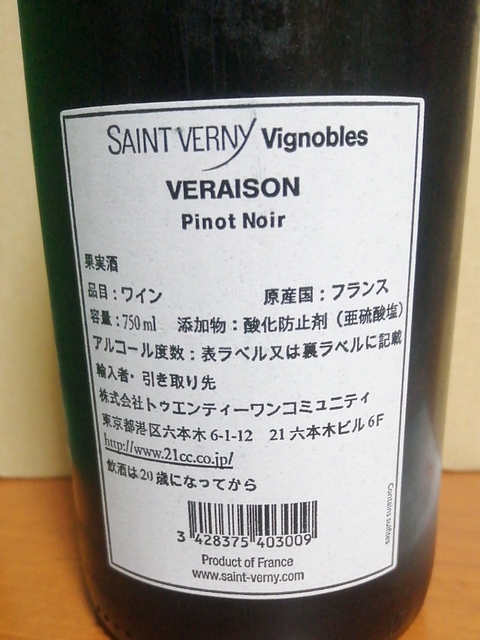 SAINT VERNY Vignobles
VERAISON
Pinot Noir
果実酒
品目：ワイン 原産国：フランス
容量：750ml 添加物：酸化防止剤（亜硫酸塩）
アルコール度数：表ラベル又は裏ラベルに記載
輸入者・引き取り先
株式会社トゥエンティーワンコミュニティ
東京都港区六本木6-1-12 21六本木ビル6F
http://www.21cc.co.jp/
飲酒は20歳になってから
Contains sulfites
3 428375 403009
Product of France
www.saint-verny.com